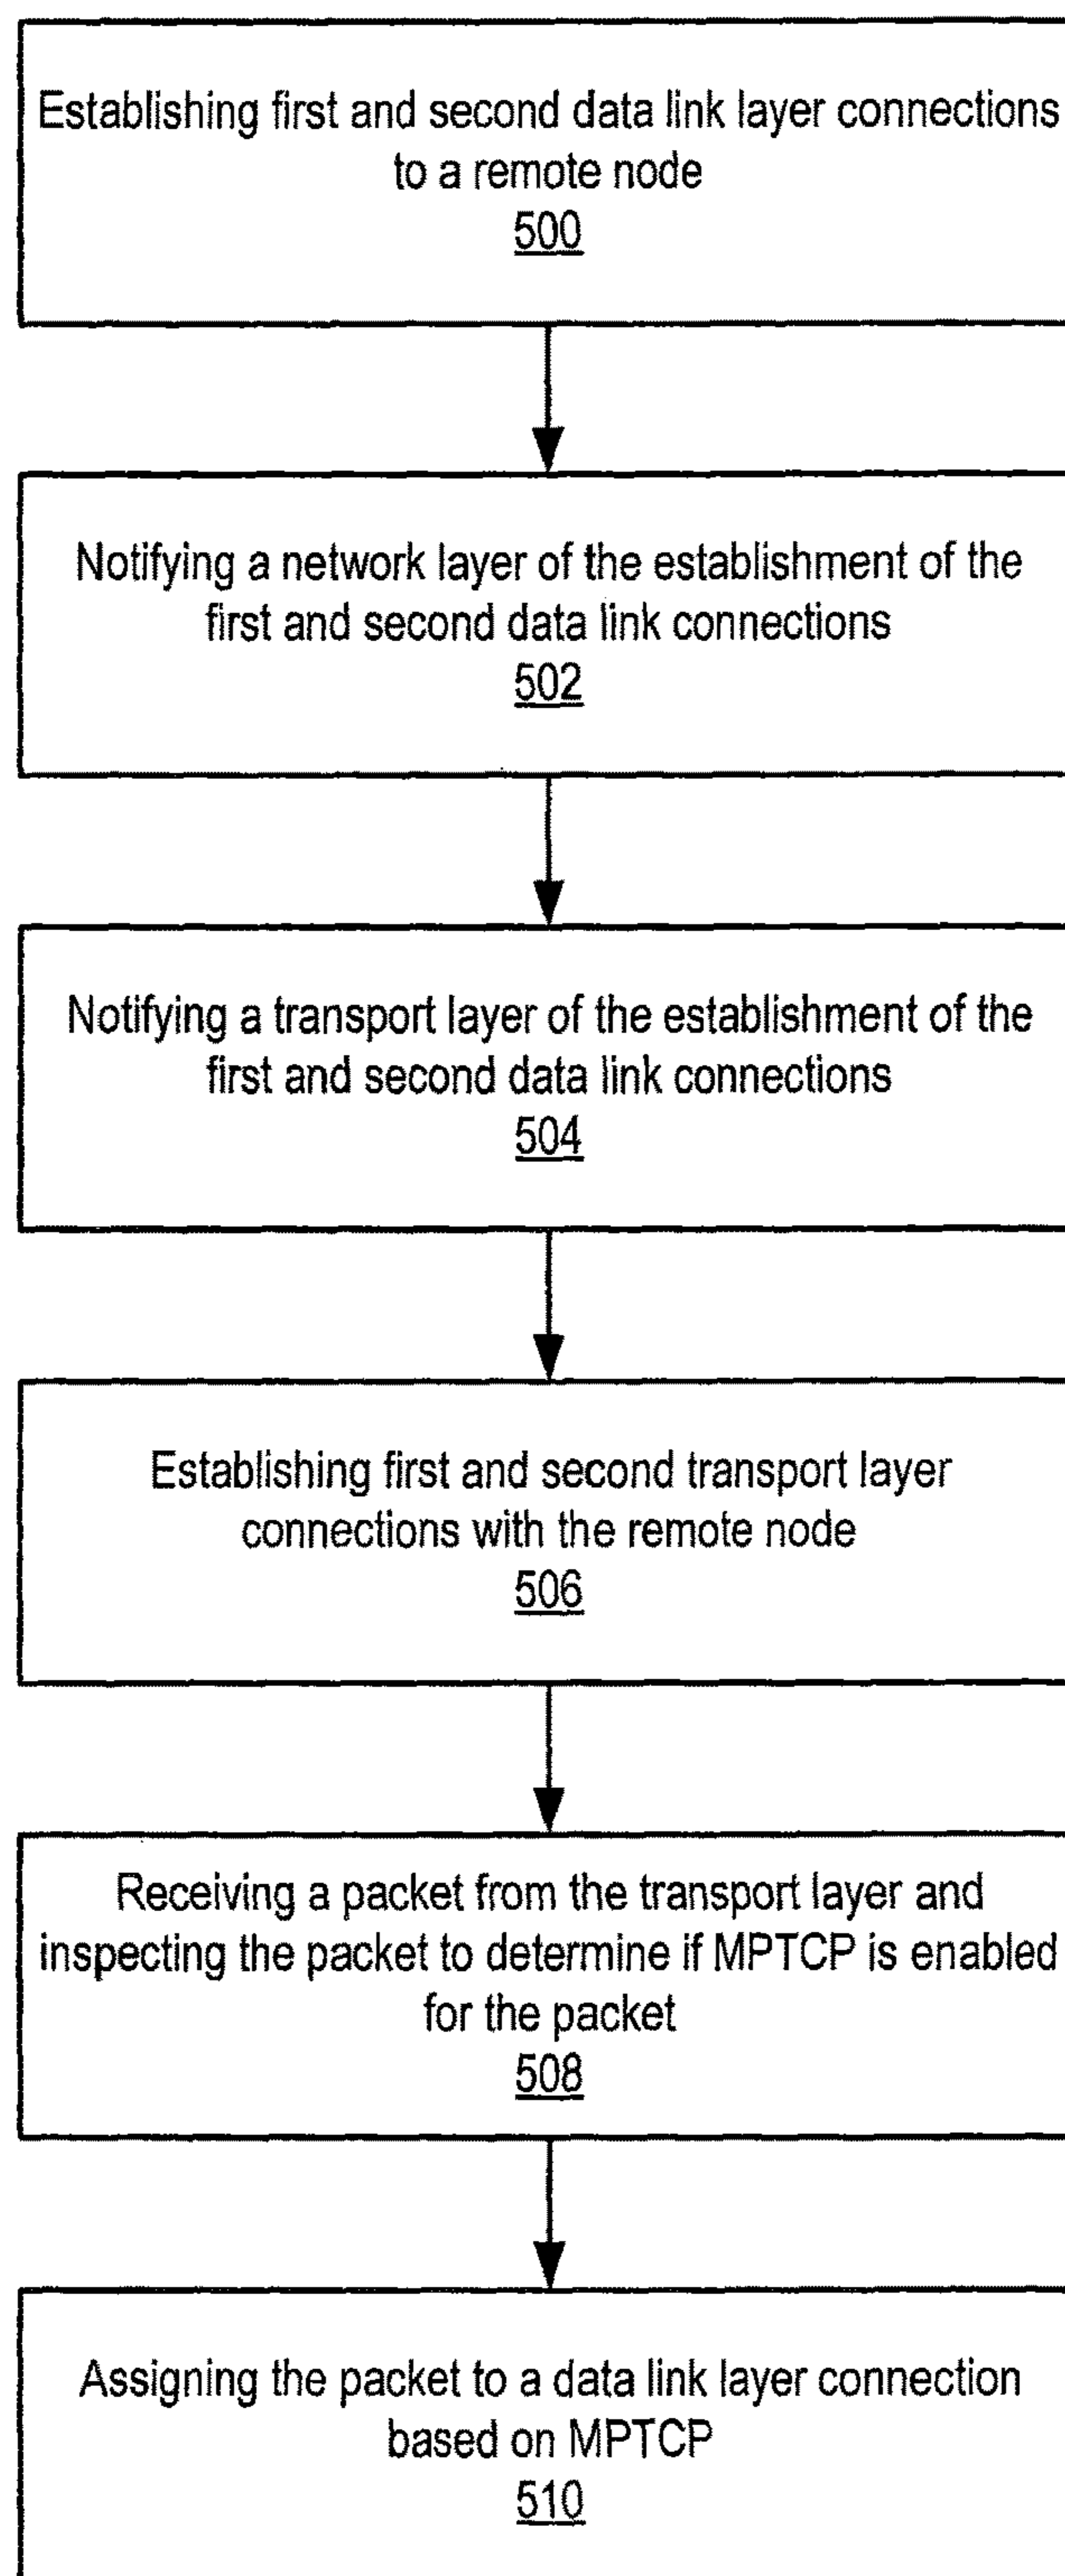 Establishing first and second data link layer connections
to a remote node
500
Notifying a network layer of the establishment of the
first and second data link connections
502
Notifying a transport layer of the establishment of the
first and second data link connections
504
Establishing first and second transport layer
connections with the remote node
506
Receiving a packet from the transport layer and
inspecting the packet to determine if MPTCP is enabled
for the packet
508
Assigning the packet to a data link layer connection
based on MPTCP
510